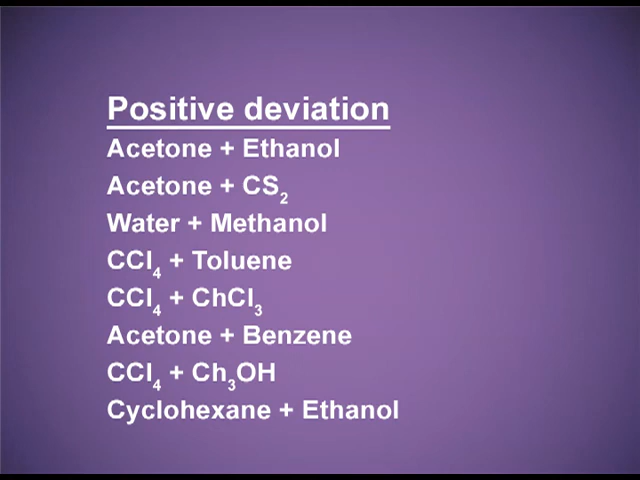 Positive deviation
Acetone + Ethanol
Acetone + CS₂
Water + Methanol
CCl₄ + Toluene
CCl₄ + ChCl₃
Acetone + Benzene
CCl₄ + Ch₃OH
Cyclohexane + Ethanol